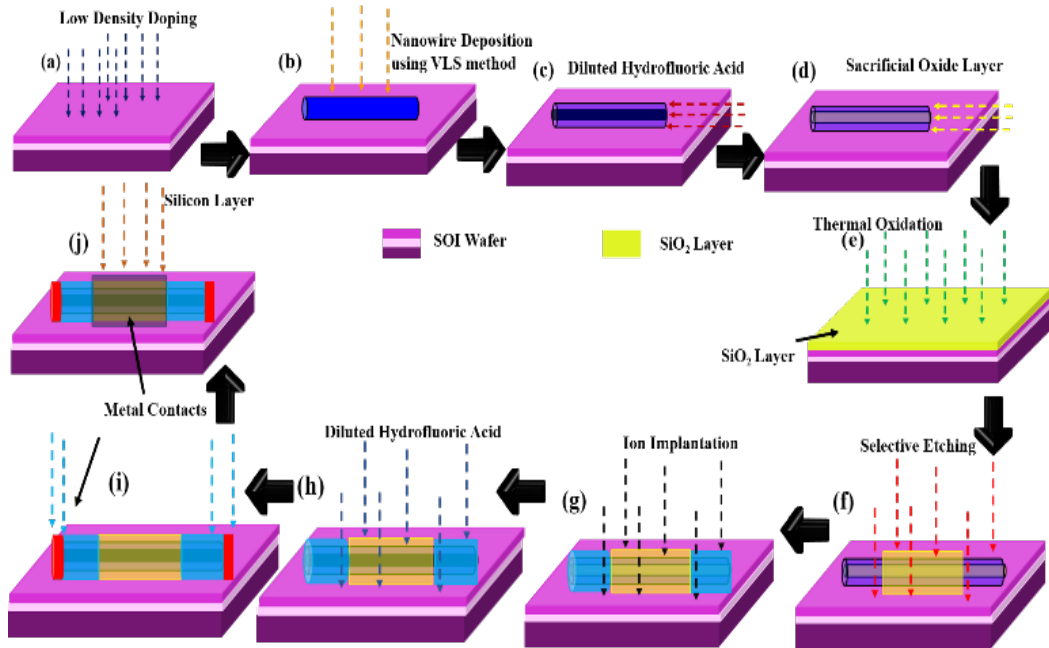 Low Density Doping
(a)
(b)
Nanowire Deposition
using VLS method
(c)
Diluted Hydrofluoric Acid
(d)
Sacrificial Oxide Layer
Silicon Layer
(j)
SOI Wafer
SiO₂ Layer
Thermal Oxidation
(e)
SiO₂ Layer
Metal Contacts
(i)
Diluted Hydrofluoric Acid
(h)
Ion Implantation
(g)
Selective Etching
(f)